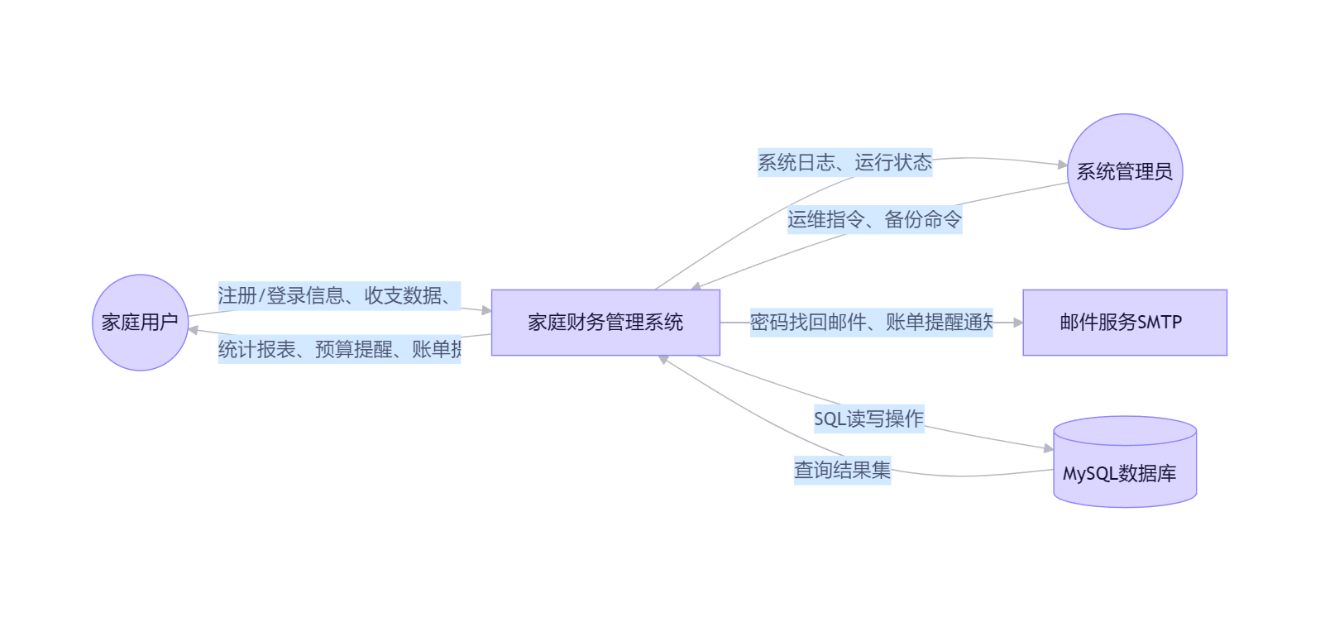 系统日志、运行状态
系统管理员
运维指令、备份命令
注册/登录信息、收支数据、
家庭用户
家庭财务管理系统
密码找回邮件、账单提醒通知
邮件服务SMTP
统计报表、预算提醒、账单提
SQL读写操作
查询结果集
MySQL数据库